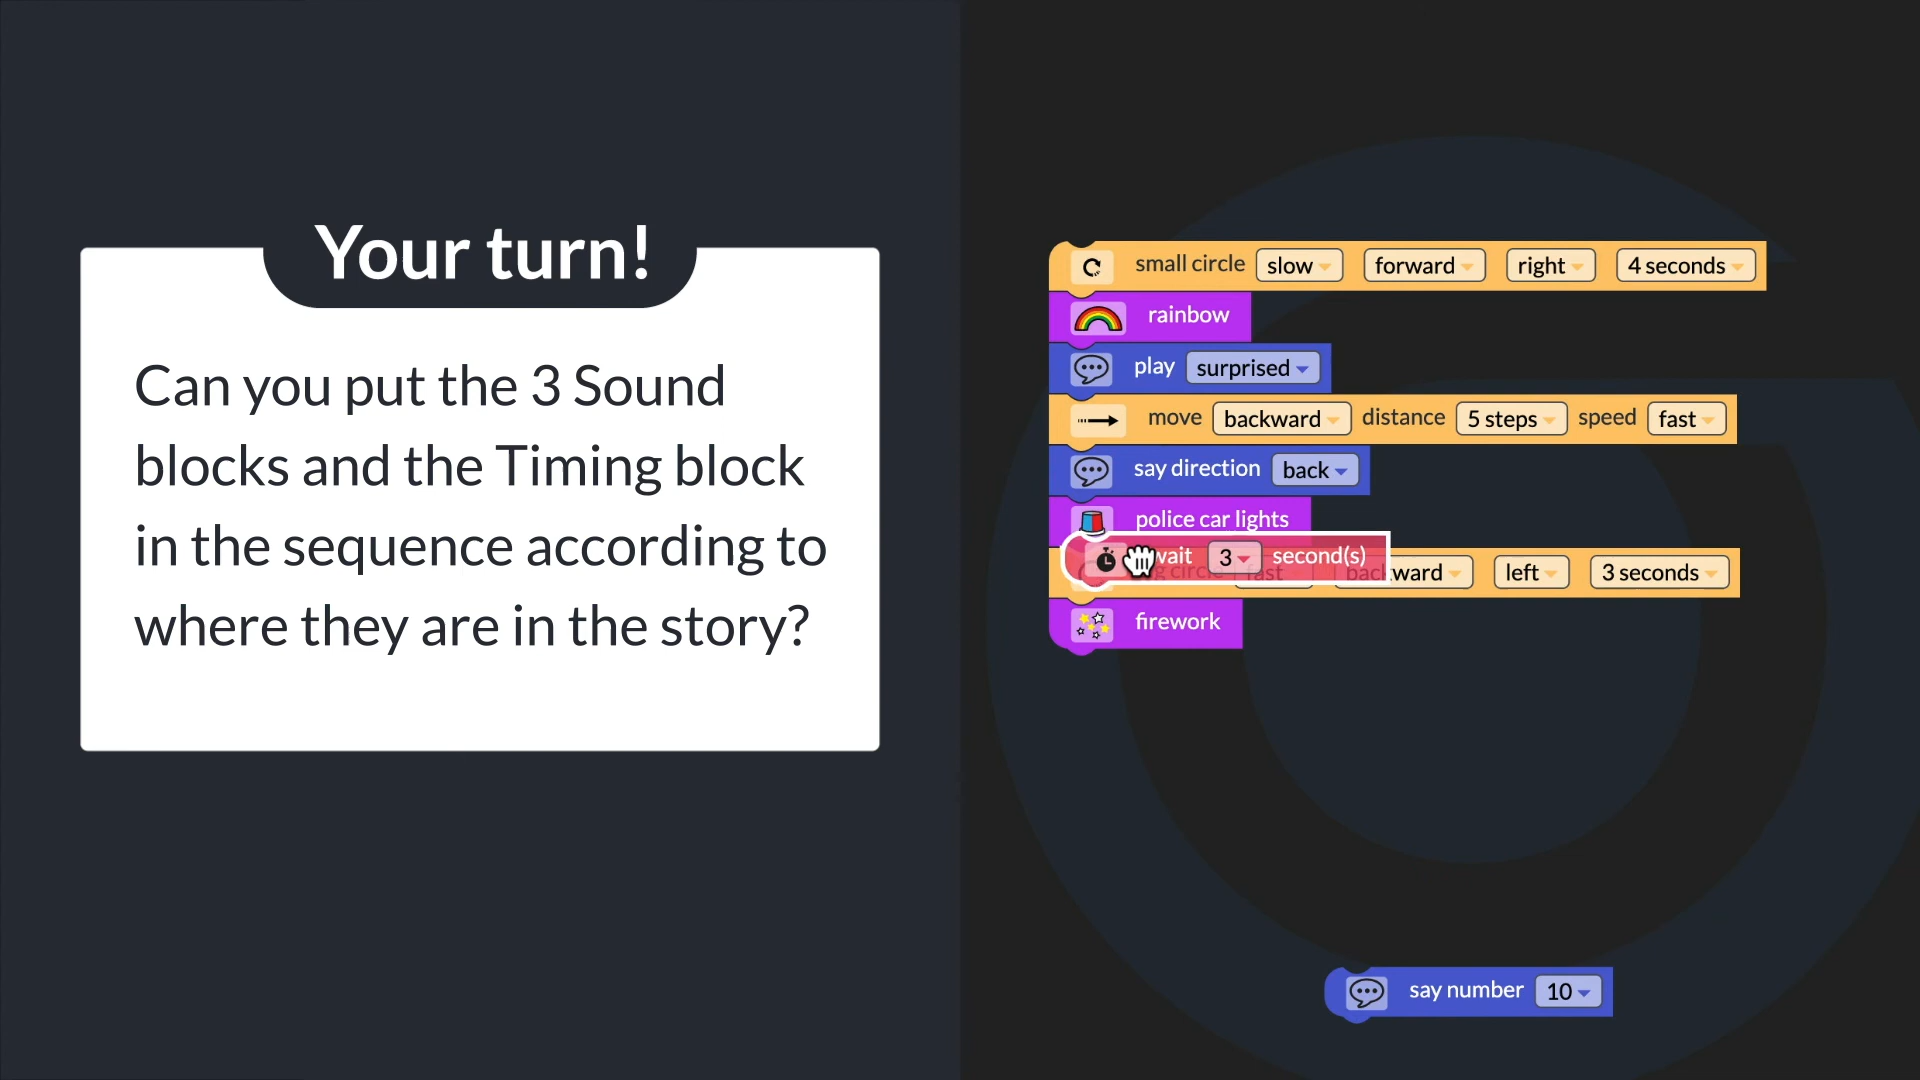 Your turn!
Can you put the 3 Sound
blocks and the Timing block
in the sequence according to
where they are in the story?
small circle slow forward right 4 seconds
rainbow
play surprised
move backward distance 5 steps speed fast
say direction back
police car lights
wait 3 second(s)
circle fast backward left 3 seconds
firework
say number 10